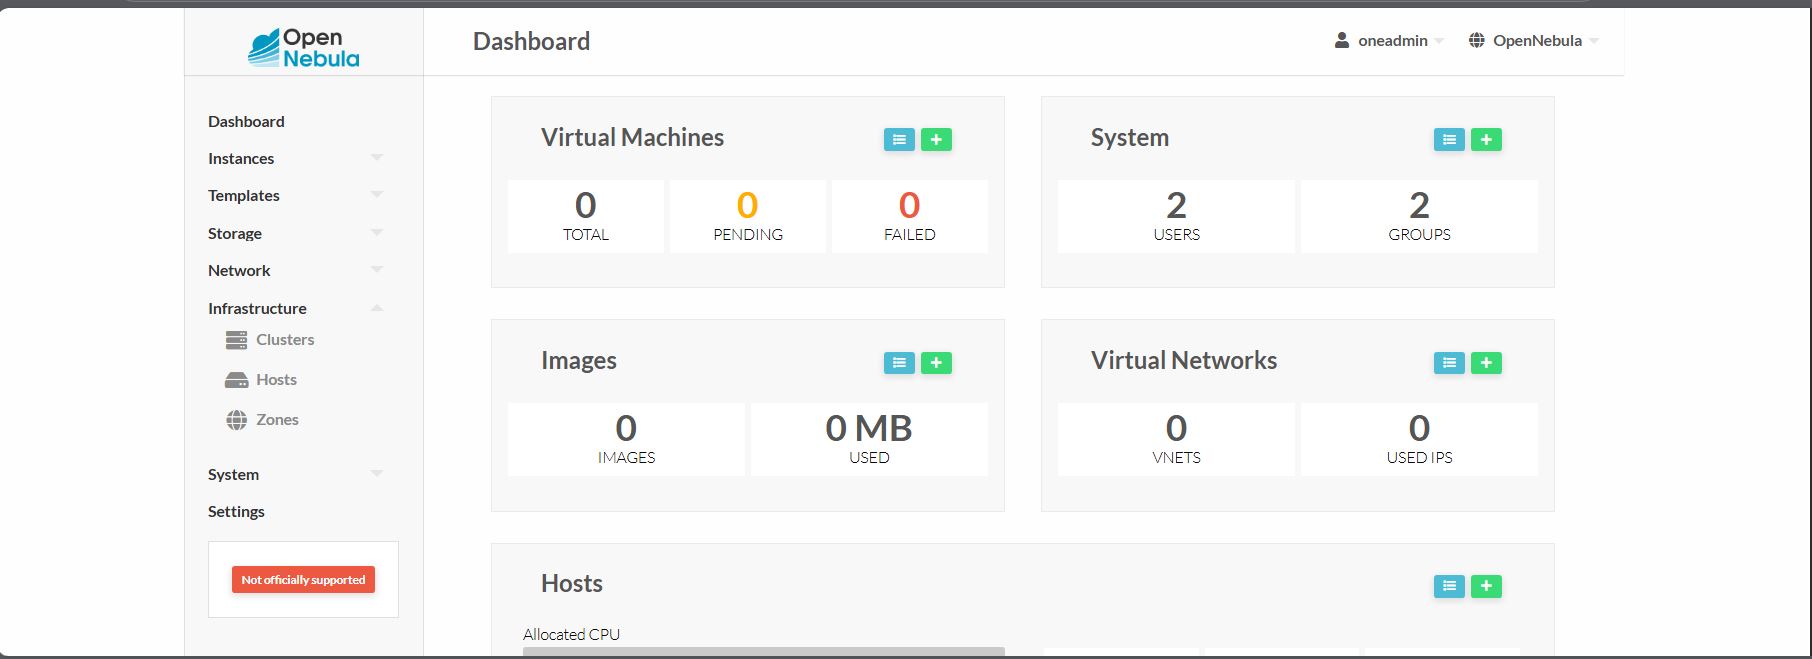 Open
Nebula
Dashboard
oneadmin
OpenNebula
Dashboard
Instances
Templates
Storage
Network
Infrastructure
Clusters
Hosts
Zones
System
Settings
Not officially supported
Virtual Machines
0
TOTAL
0
PENDING
0
FAILED
System
2
USERS
2
GROUPS
Images
0
IMAGES
0 MB
USED
Virtual Networks
0
VNETS
0
USED IPS
Hosts
Allocated CPU